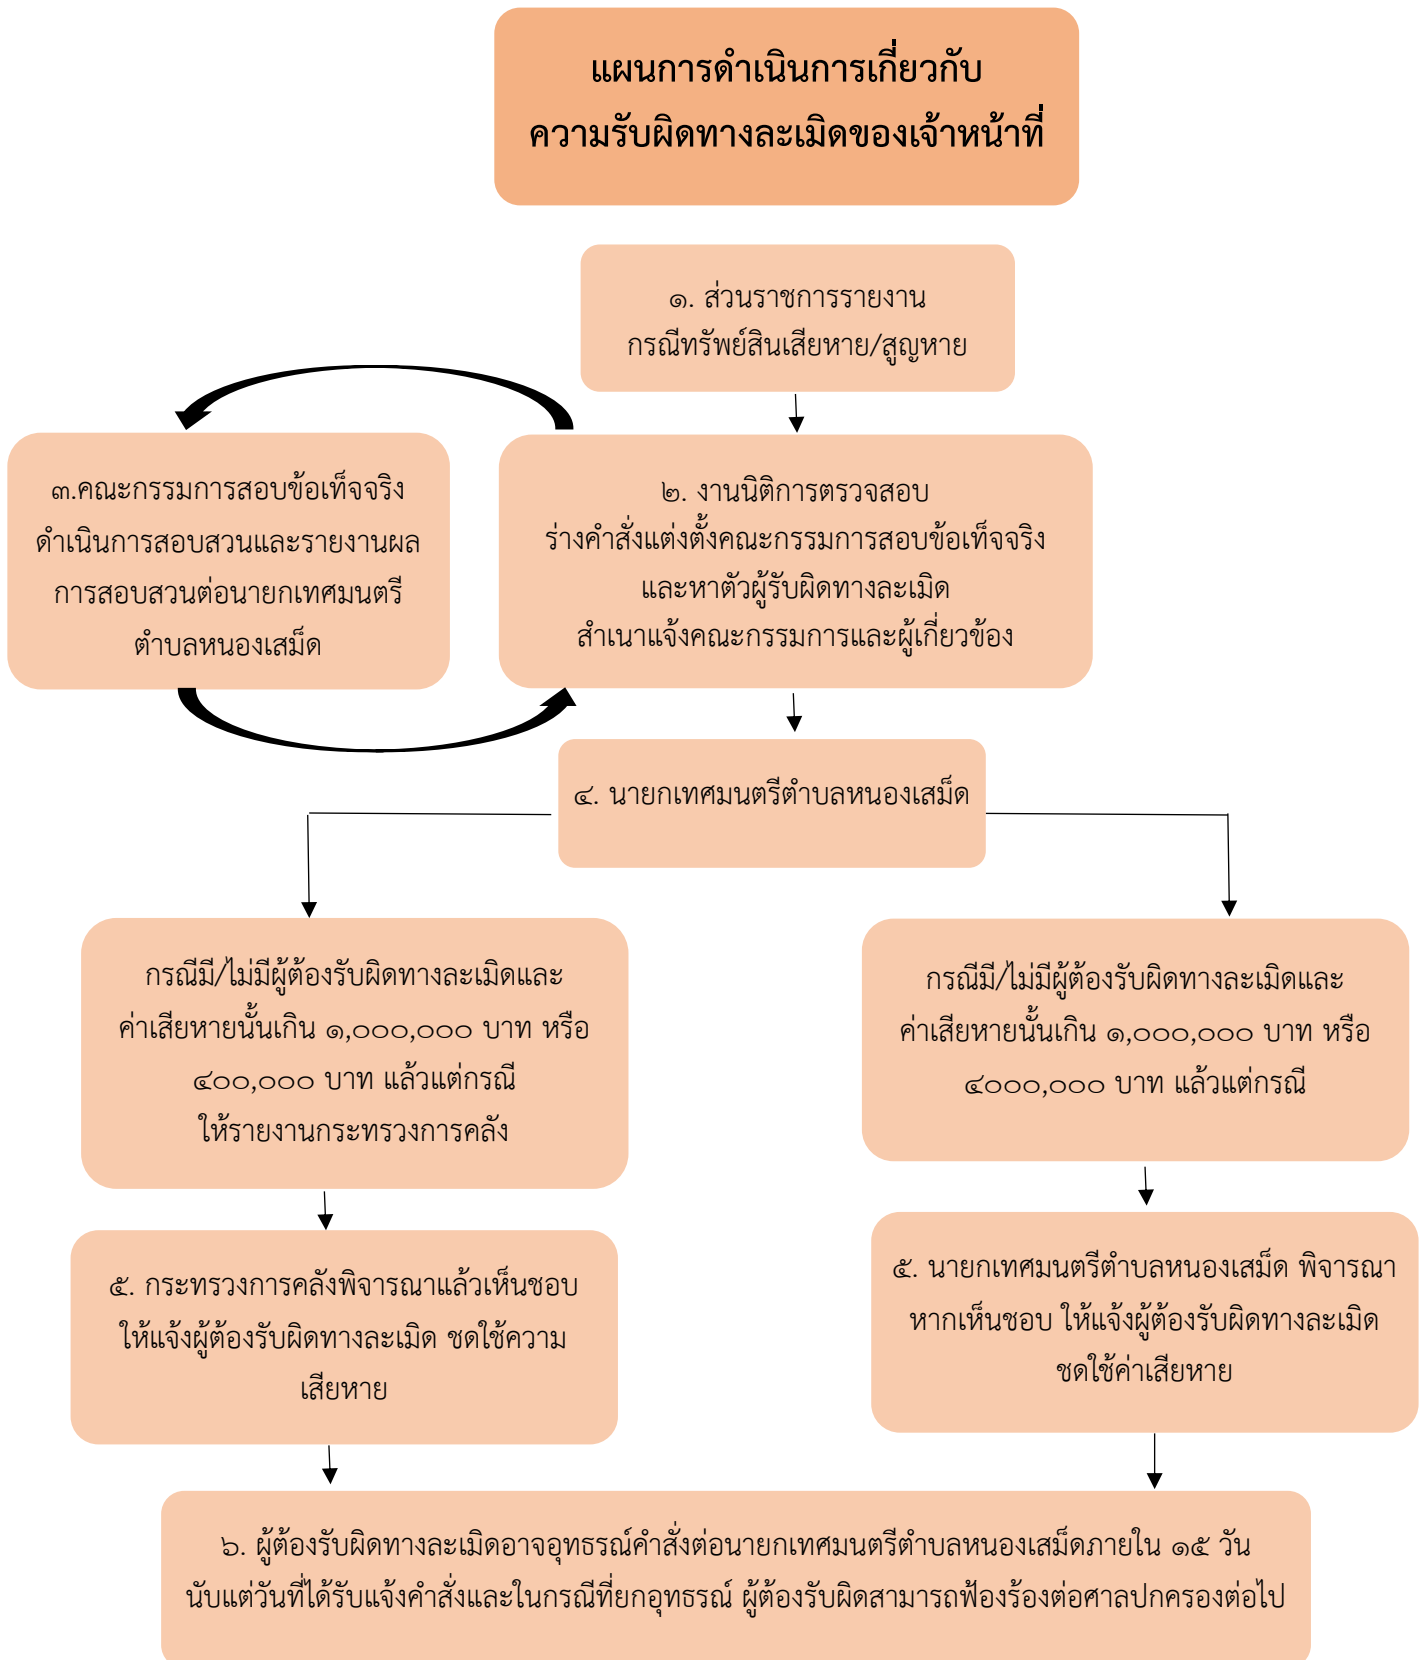 แผนการดำเนินการเกี่ยวกับ
ความรับผิดทางละเมิดของเจ้าหน้าที่
๑. ส่วนราชการรายงาน
กรณีทรัพย์สินเสียหาย/สูญหาย
๒. งานนิติการตรวจสอบ
ร่างคำสั่งแต่งตั้งคณะกรรมการสอบข้อเท็จจริง
และหาตัวผู้รับผิดทางละเมิด
สำเนาแจ้งคณะกรรมการและผู้เกี่ยวข้อง
๓.คณะกรรมการสอบข้อเท็จจริง
ดำเนินการสอบสวนและรายงานผล
การสอบสวนต่อนายกเทศมนตรี
ตำบลหนองเสม็ด
๔. นายกเทศมนตรีตำบลหนองเสม็ด
กรณีมี/ไม่มีผู้ต้องรับผิดทางละเมิดและ
ค่าเสียหายนั้นเกิน ๑,๐๐๐,๐๐๐ บาท หรือ
๔๐๐,๐๐๐ บาท แล้วแต่กรณี
ให้รายงานกระทรวงการคลัง
กรณีมี/ไม่มีผู้ต้องรับผิดทางละเมิดและ
ค่าเสียหายนั้นเกิน ๑,๐๐๐,๐๐๐ บาท หรือ
๔๐๐๐,๐๐๐ บาท แล้วแต่กรณี
๕. กระทรวงการคลังพิจารณาแล้วเห็นชอบ
ให้แจ้งผู้ต้องรับผิดทางละเมิด ชดใช้ความ
เสียหาย
๕. นายกเทศมนตรีตำบลหนองเสม็ด พิจารณา
หากเห็นชอบ ให้แจ้งผู้ต้องรับผิดทางละเมิด
ชดใช้ค่าเสียหาย
๖. ผู้ต้องรับผิดทางละเมิดอาจอุทธรณ์คำสั่งต่อนายกเทศมนตรีตำบลหนองเสม็ดภายใน ๑๕ วัน
นับแต่วันที่ได้รับแจ้งคำสั่งและในกรณีที่ยกอุทธรณ์ ผู้ต้องรับผิดสามารถฟ้องร้องต่อศาลปกครองต่อไป